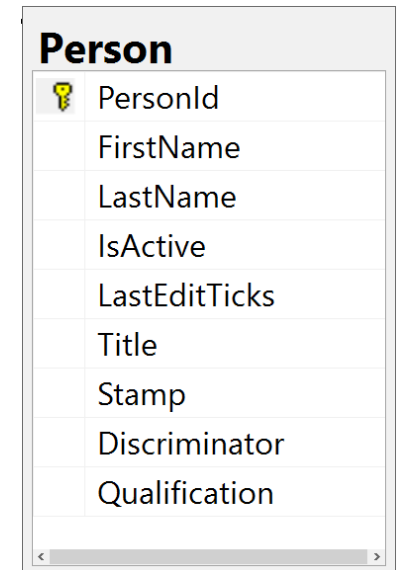 Person
PersonId
FirstName
LastName
IsActive
LastEditTicks
Title
Stamp
Discriminator
Qualification